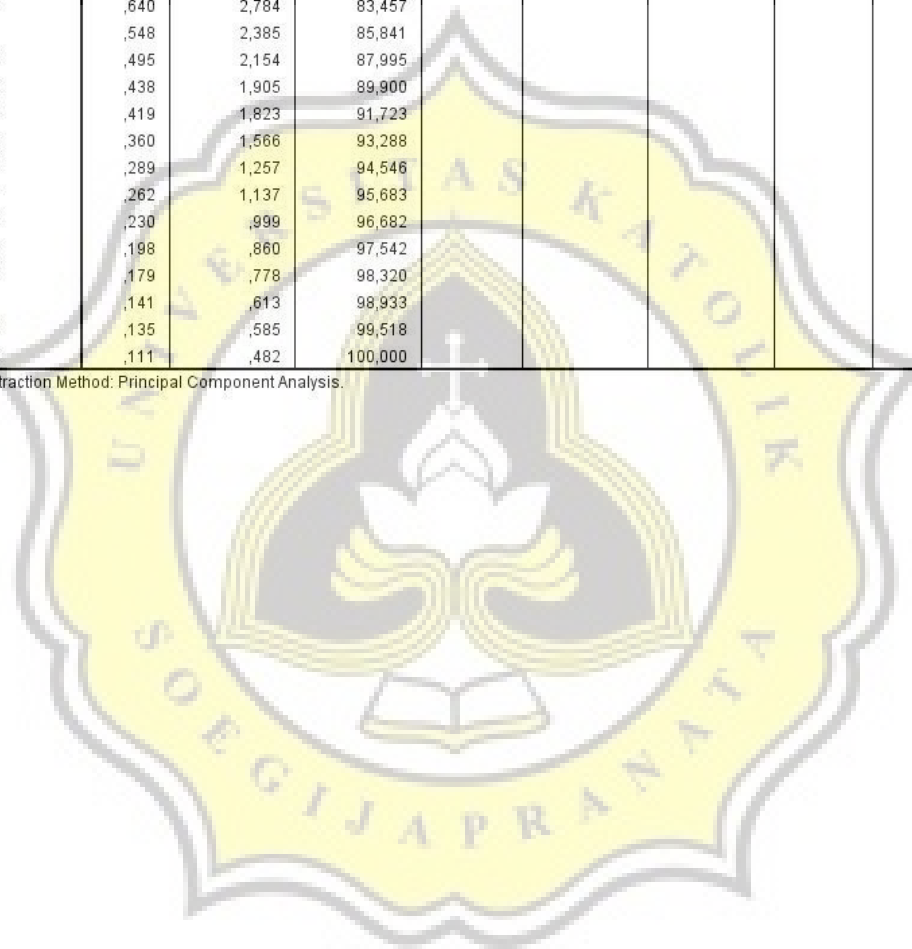 ,640 2,784 83,457
,548 2,385 85,841
,495 2,154 87,995
,438 1,905 89,900
,419 1,823 91,723
,360 1,566 93,288
,289 1,257 94,546
,262 1,137 95,683
,230 ,999 96,682
,198 ,860 97,542
,179 ,778 98,320
,141 ,613 98,933
,135 ,585 99,518
,111 ,482 100,000
traction Method: Principal Component Analysis.
UNIVERSITAS KATOLIK
SOEGIJAPRANATA